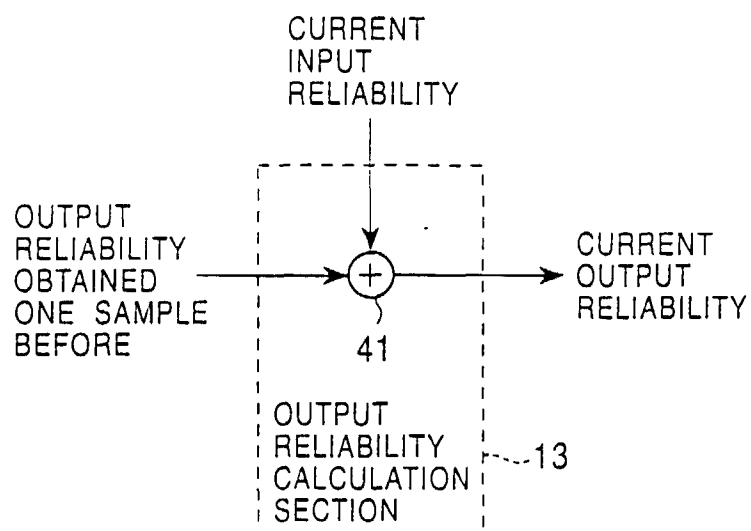 CURRENT
INPUT
RELIABILITY
OUTPUT
RELIABILITY
OBTAINED
ONE SAMPLE
BEFORE
+
CURRENT
OUTPUT
RELIABILITY
41
OUTPUT
RELIABILITY
CALCULATION
SECTION
13